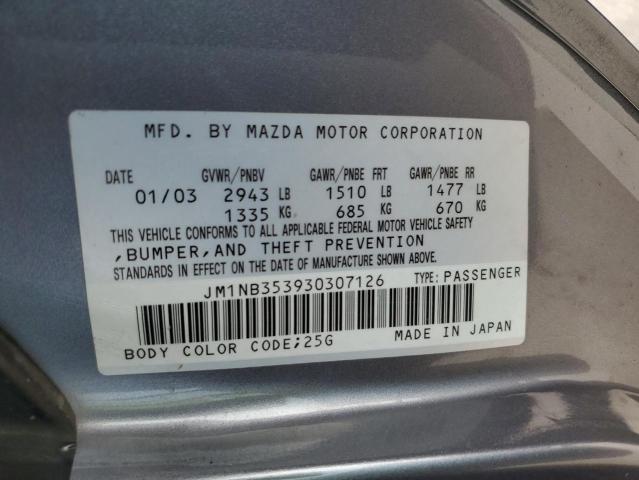 MFD. BY MAZDA MOTOR CORPORATION
DATE GVWR/PNBV GAWR/PNBE FRT GAWR/PNBE RR
01/03 2943 LB 1510 LB 1477 LB
1335 KG 685 KG 670 KG
THIS VEHICLE CONFORMS TO ALL APPLICABLE FEDERAL MOTOR VEHICLE SAFETY
,BUMPER,AND THEFT PREVENTION
STANDARDS IN EFFECT ON THE DATE OF MANUFACTURE SHOWN ABOVE.
JM1NB353930307126 TYPE: PASSENGER
BODY COLOR CODE;25G MADE IN JAPAN